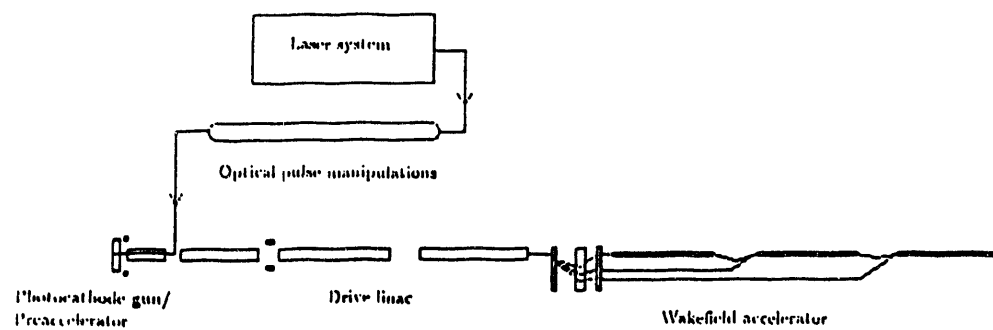 Laser system
Optical pulse manipulations
Photocathode gun/
Preaccelerator
Drive linac
Wakefield accelerator